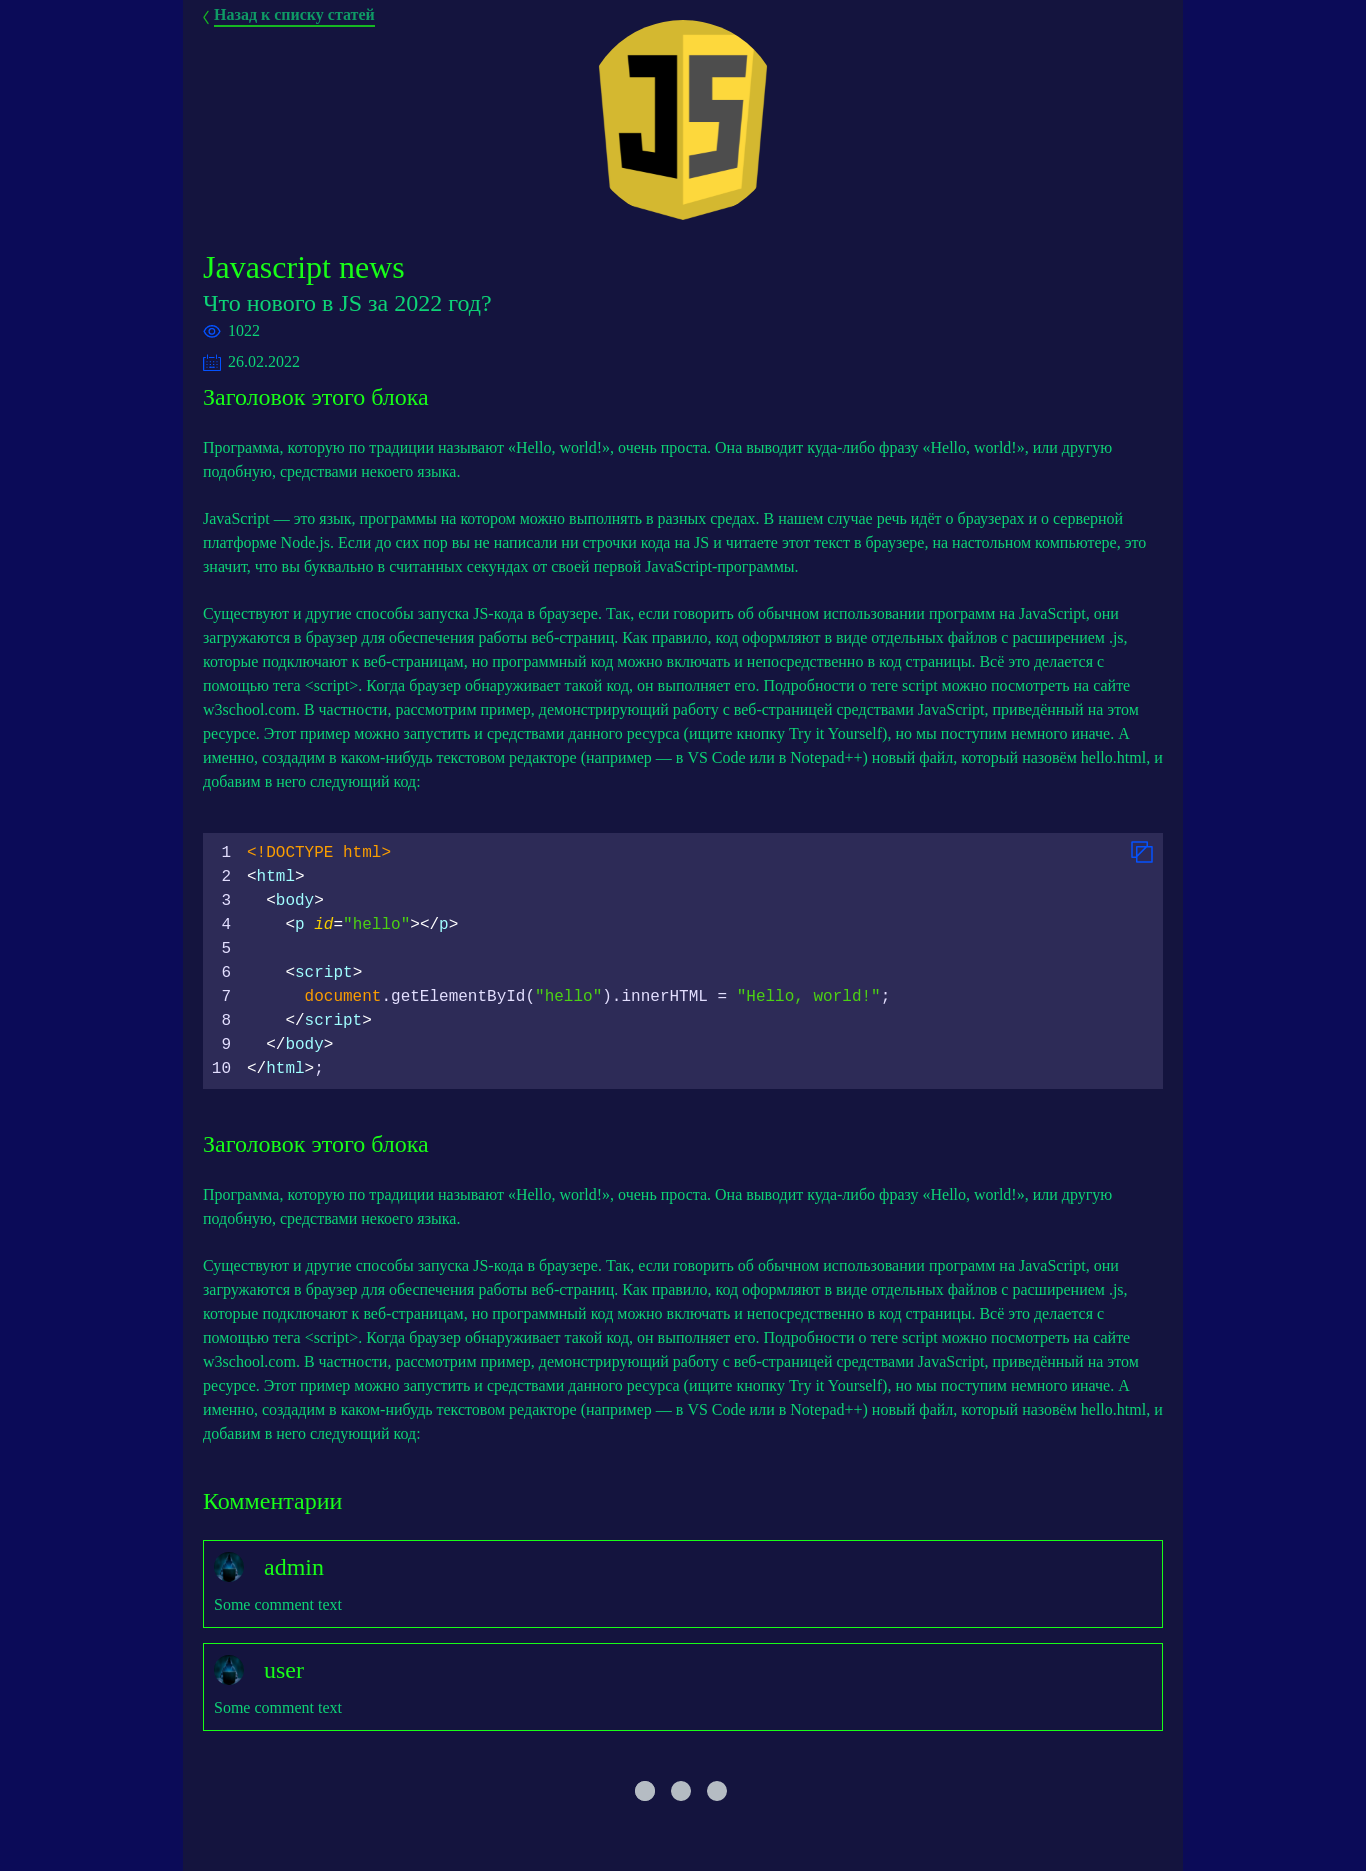 Назад к списку статей
JS
Javascript news
Что нового в JS за 2022 год?
1022
26.02.2022
Заголовок этого блока
Программа, которую по традиции называют «Hello, world!», очень проста. Она выводит куда-либо фразу «Hello, world!», или другую
подобную, средствами некоего языка.
JavaScript — это язык, программы на котором можно выполнять в разных средах. В нашем случае речь идёт о браузерах и о серверной
платформе Node.js. Если до сих пор вы не написали ни строчки кода на JS и читаете этот текст в браузере, на настольном компьютере, это
значит, что вы буквально в считанных секундах от своей первой JavaScript-программы.
Существуют и другие способы запуска JS-кода в браузере. Так, если говорить об обычном использовании программ на JavaScript, они
загружаются в браузер для обеспечения работы веб-страниц. Как правило, код оформляют в виде отдельных файлов с расширением .js,
которые подключают к веб-страницам, но программный код можно включать и непосредственно в код страницы. Всё это делается с
помощью тега <script>. Когда браузер обнаруживает такой код, он выполняет его. Подробности о теге script можно посмотреть на сайте
w3school.com. В частности, рассмотрим пример, демонстрирующий работу с веб-страницей средствами JavaScript, приведённый на этом
ресурсе. Этот пример можно запустить и средствами данного ресурса (ищите кнопку Try it Yourself), но мы поступим немного иначе. А
именно, создадим в каком-нибудь текстовом редакторе (например — в VS Code или в Notepad++) новый файл, который назовём hello.html, и
добавим в него следующий код:
1 <!DOCTYPE html>
2 <html>
3   <body>
4     <p id="hello"></p>
5
6     <script>
7       document.getElementById("hello").innerHTML = "Hello, world!";
8     </script>
9   </body>
10 </html>;
Заголовок этого блока
Программа, которую по традиции называют «Hello, world!», очень проста. Она выводит куда-либо фразу «Hello, world!», или другую
подобную, средствами некоего языка.
Существуют и другие способы запуска JS-кода в браузере. Так, если говорить об обычном использовании программ на JavaScript, они
загружаются в браузер для обеспечения работы веб-страниц. Как правило, код оформляют в виде отдельных файлов с расширением .js,
которые подключают к веб-страницам, но программный код можно включать и непосредственно в код страницы. Всё это делается с
помощью тега <script>. Когда браузер обнаруживает такой код, он выполняет его. Подробности о теге script можно посмотреть на сайте
w3school.com. В частности, рассмотрим пример, демонстрирующий работу с веб-страницей средствами JavaScript, приведённый на этом
ресурсе. Этот пример можно запустить и средствами данного ресурса (ищите кнопку Try it Yourself), но мы поступим немного иначе. А
именно, создадим в каком-нибудь текстовом редакторе (например — в VS Code или в Notepad++) новый файл, который назовём hello.html, и
добавим в него следующий код:
Комментарии
admin
Some comment text
user
Some comment text